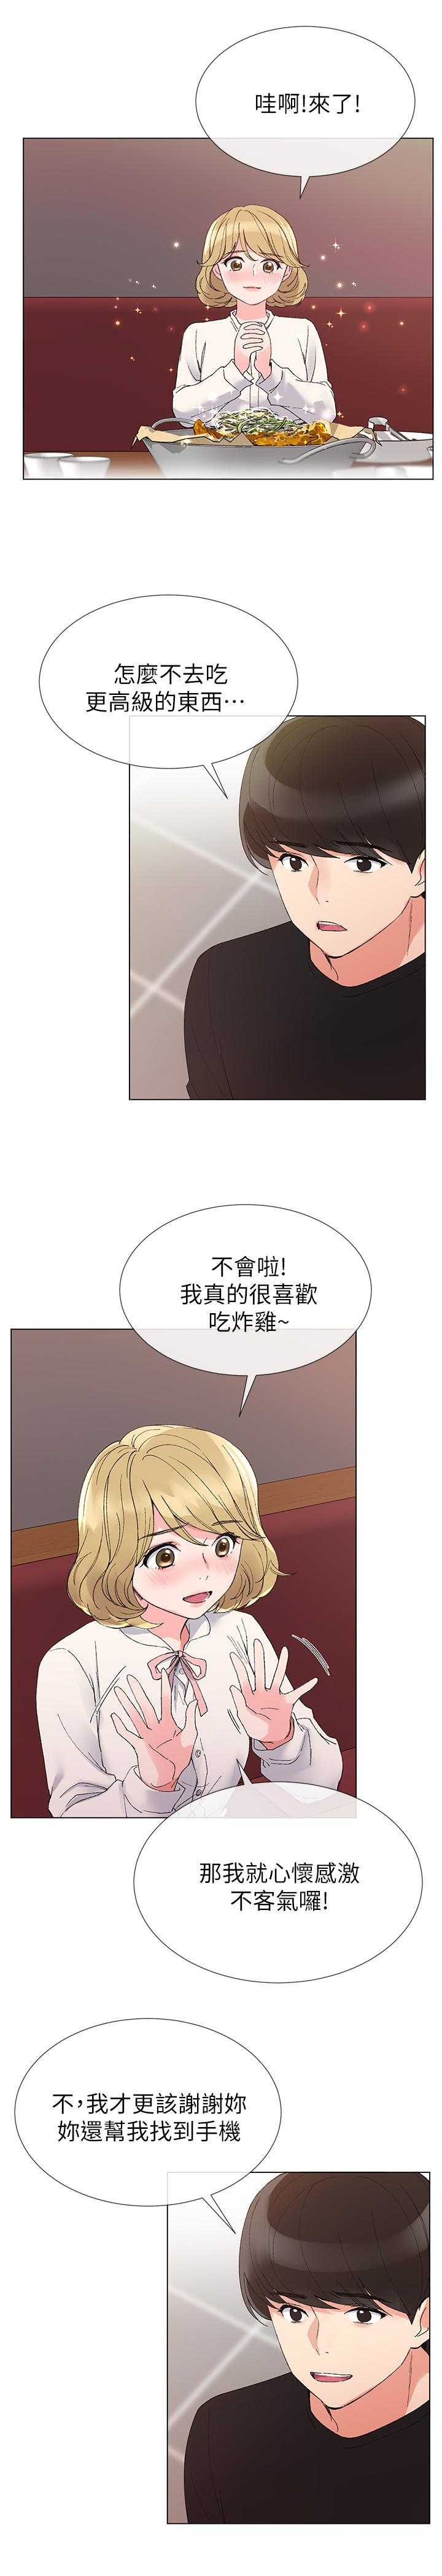 哇啊!來了!
怎麼不去吃
更高級的東西…
不會啦!
我真的很喜歡
吃炸雞~
那我就心懷感激
不客氣囉!
不,我才更該謝謝妳
妳還幫我找到手機